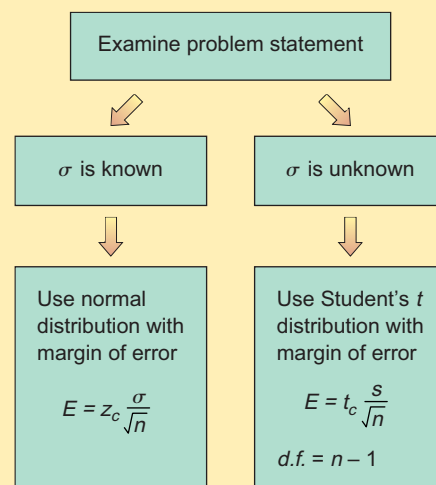 Examine problem statement
σ is known
σ is unknown
Use normal
distribution with
margin of error
E = z_c σ/√n
Use Student's t
distribution with
margin of error
E = t_c s/√n
d.f. = n – 1